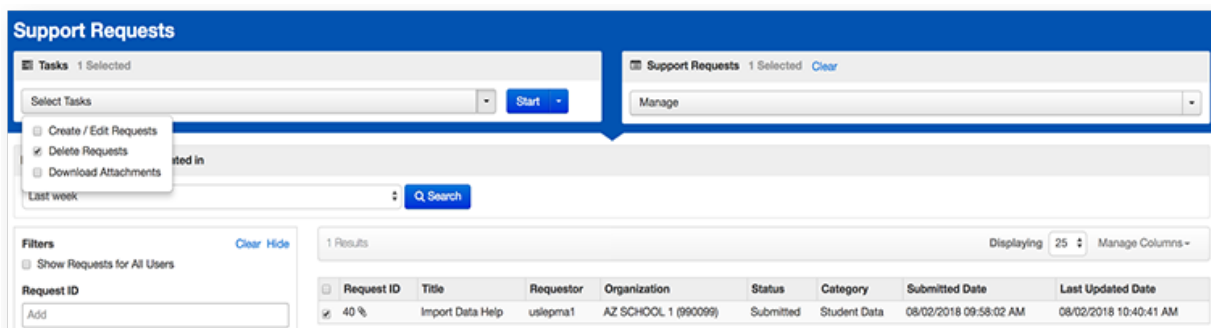 Support Requests
Tasks 1 Selected
Support Requests 1 Selected Clear
Select Tasks
Start
Manage
Create / Edit Requests
Delete Requests
Download Attachments
ated in
Last week
Search
Filters Clear Hide
Show Requests for All Users
Request ID
Add
1 Results
Displaying 25 Manage Columns
Request ID Title Requestor Organization Status Category Submitted Date Last Updated Date
40 Import Data Help uslepma1 AZ SCHOOL 1 (990099) Submitted Student Data 08/02/2018 09:58:02 AM 08/02/2018 10:40:41 AM